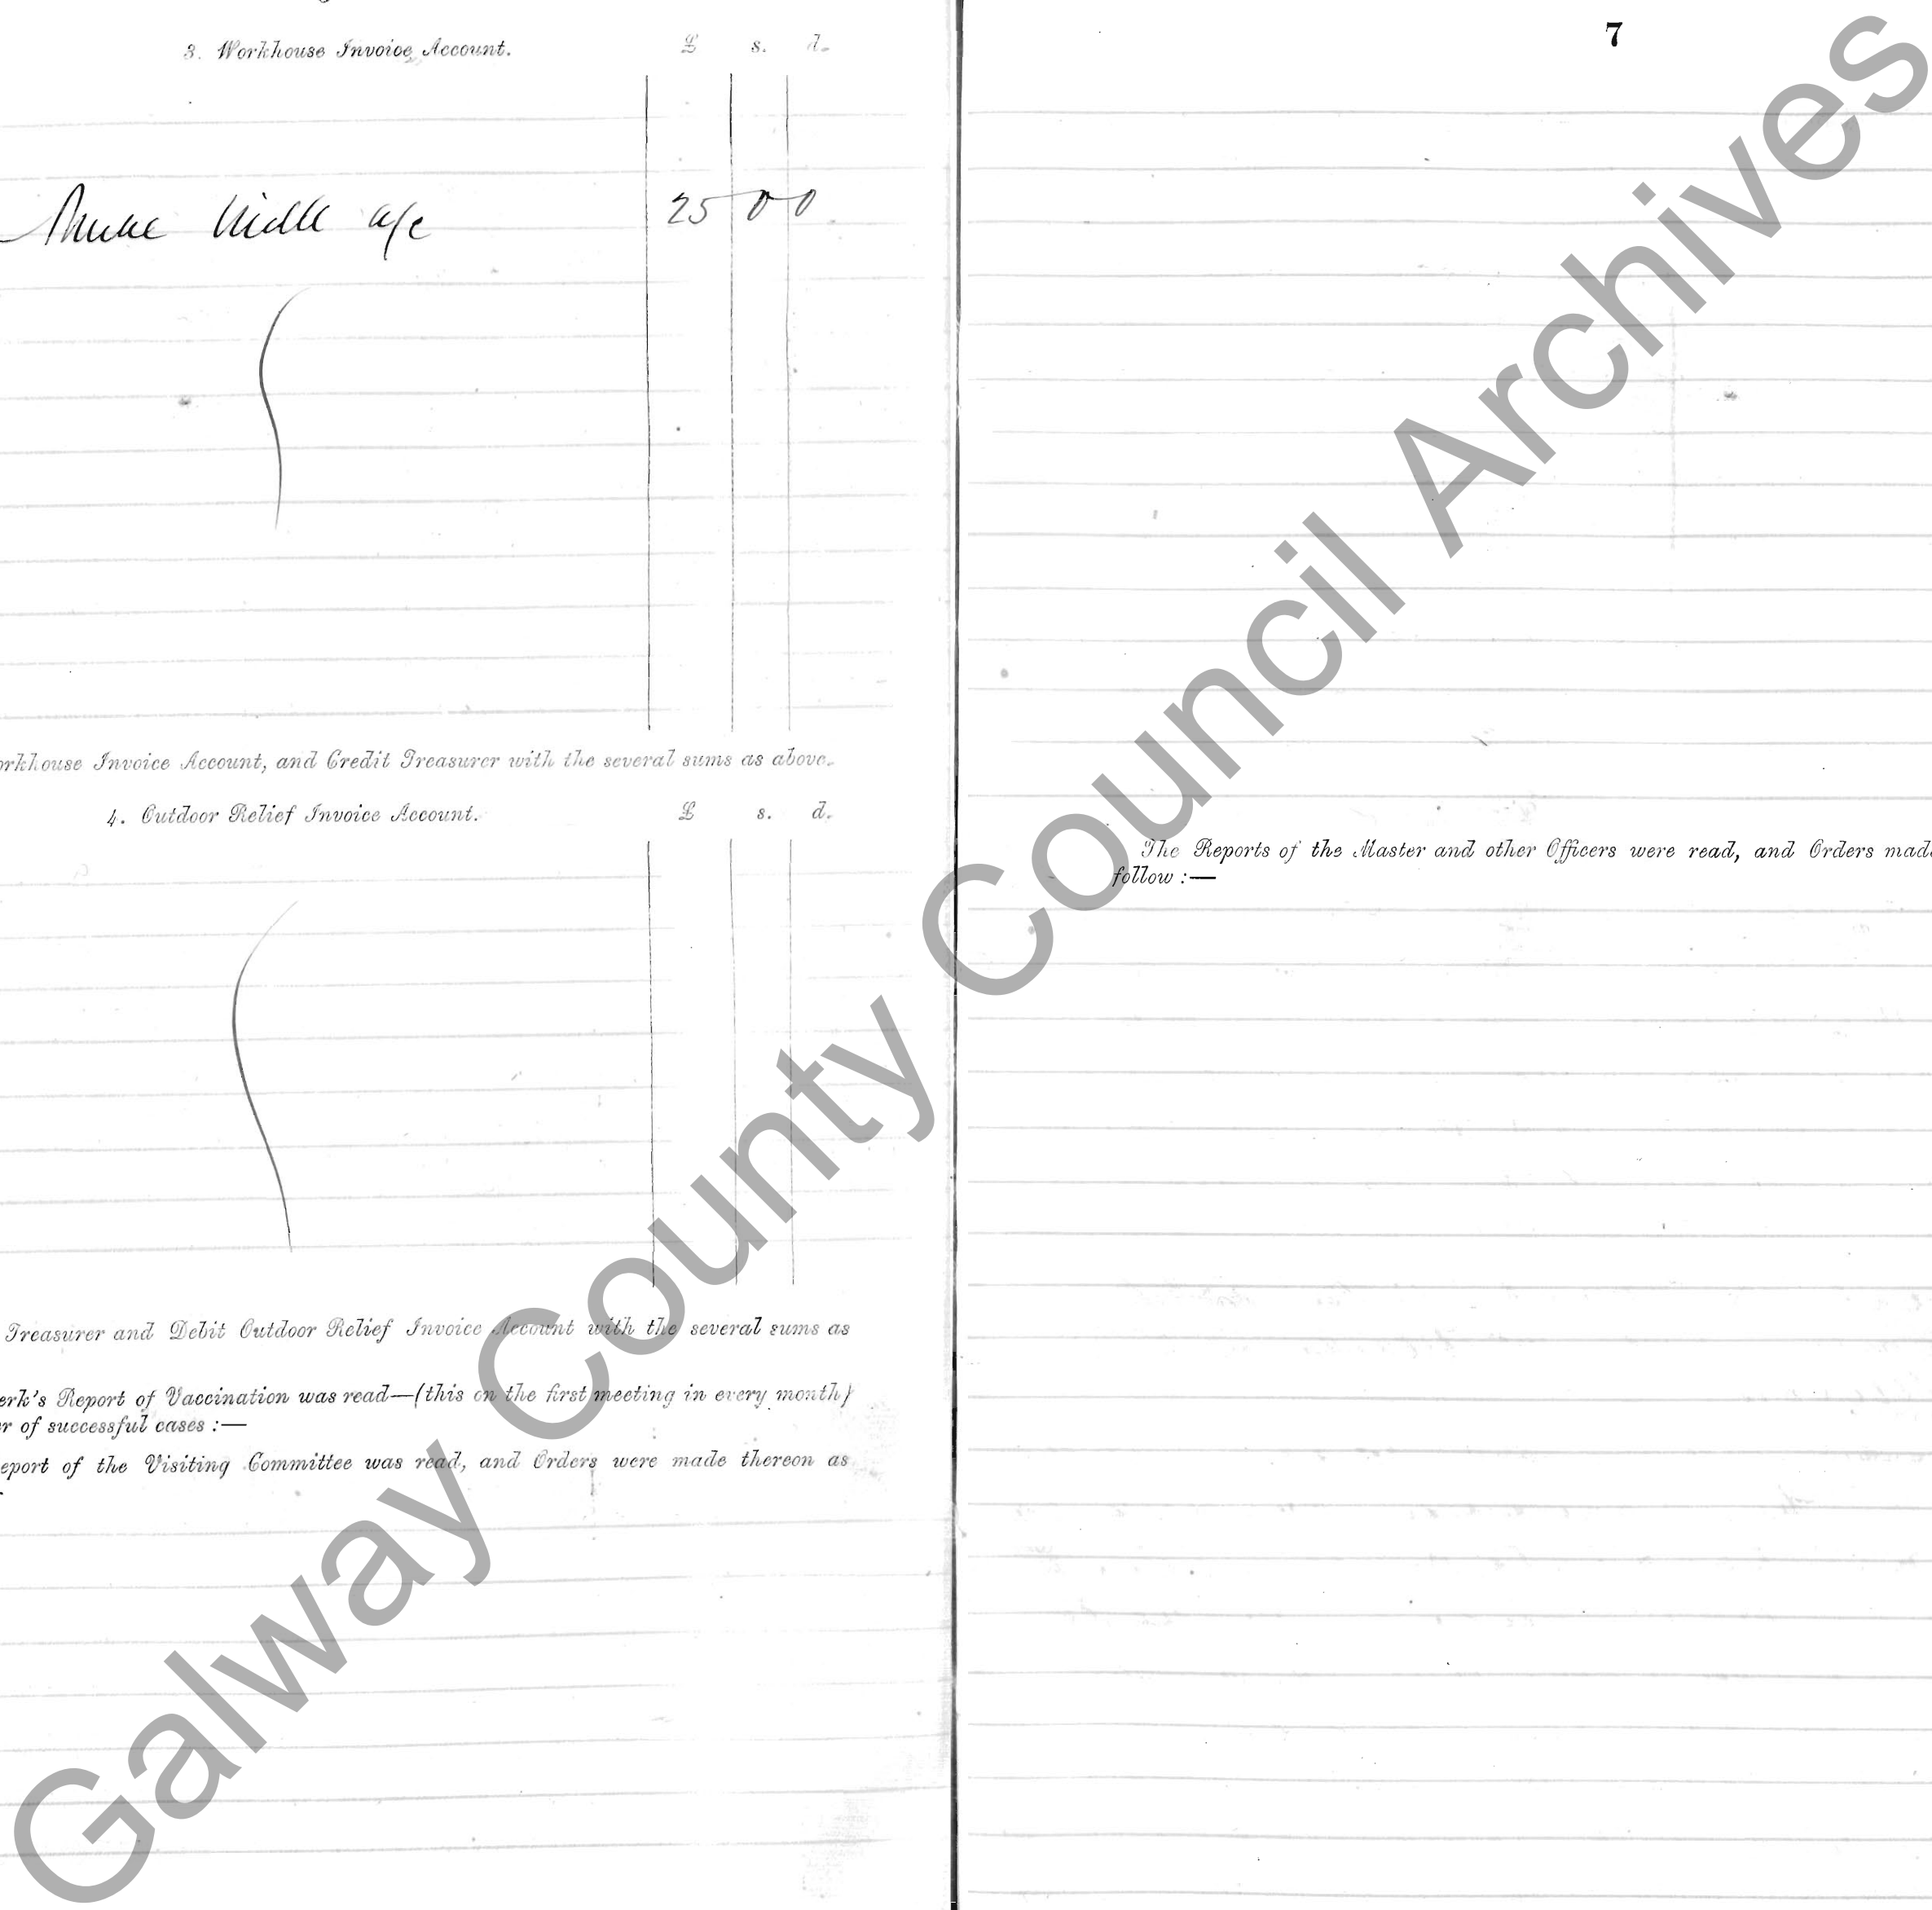 3. Workhouse Invoice Account. £ s. d.
a/c 25 0 0
Workhouse Invoice Account, and Credit Treasurer with the several sums as above.
4. Outdoor Relief Invoice Account. £ s. d.
Treasurer and Debit Outdoor Relief Invoice Account with the several sums as
erk's Report of Vaccination was read—(this on the first meeting in every month)
r of successful cases :—
eport of the Visiting Committee was read, and Orders were made thereon as
7
The Reports of the Master and other Officers were read, and Orders made
follow :—
Galway County Council Archives